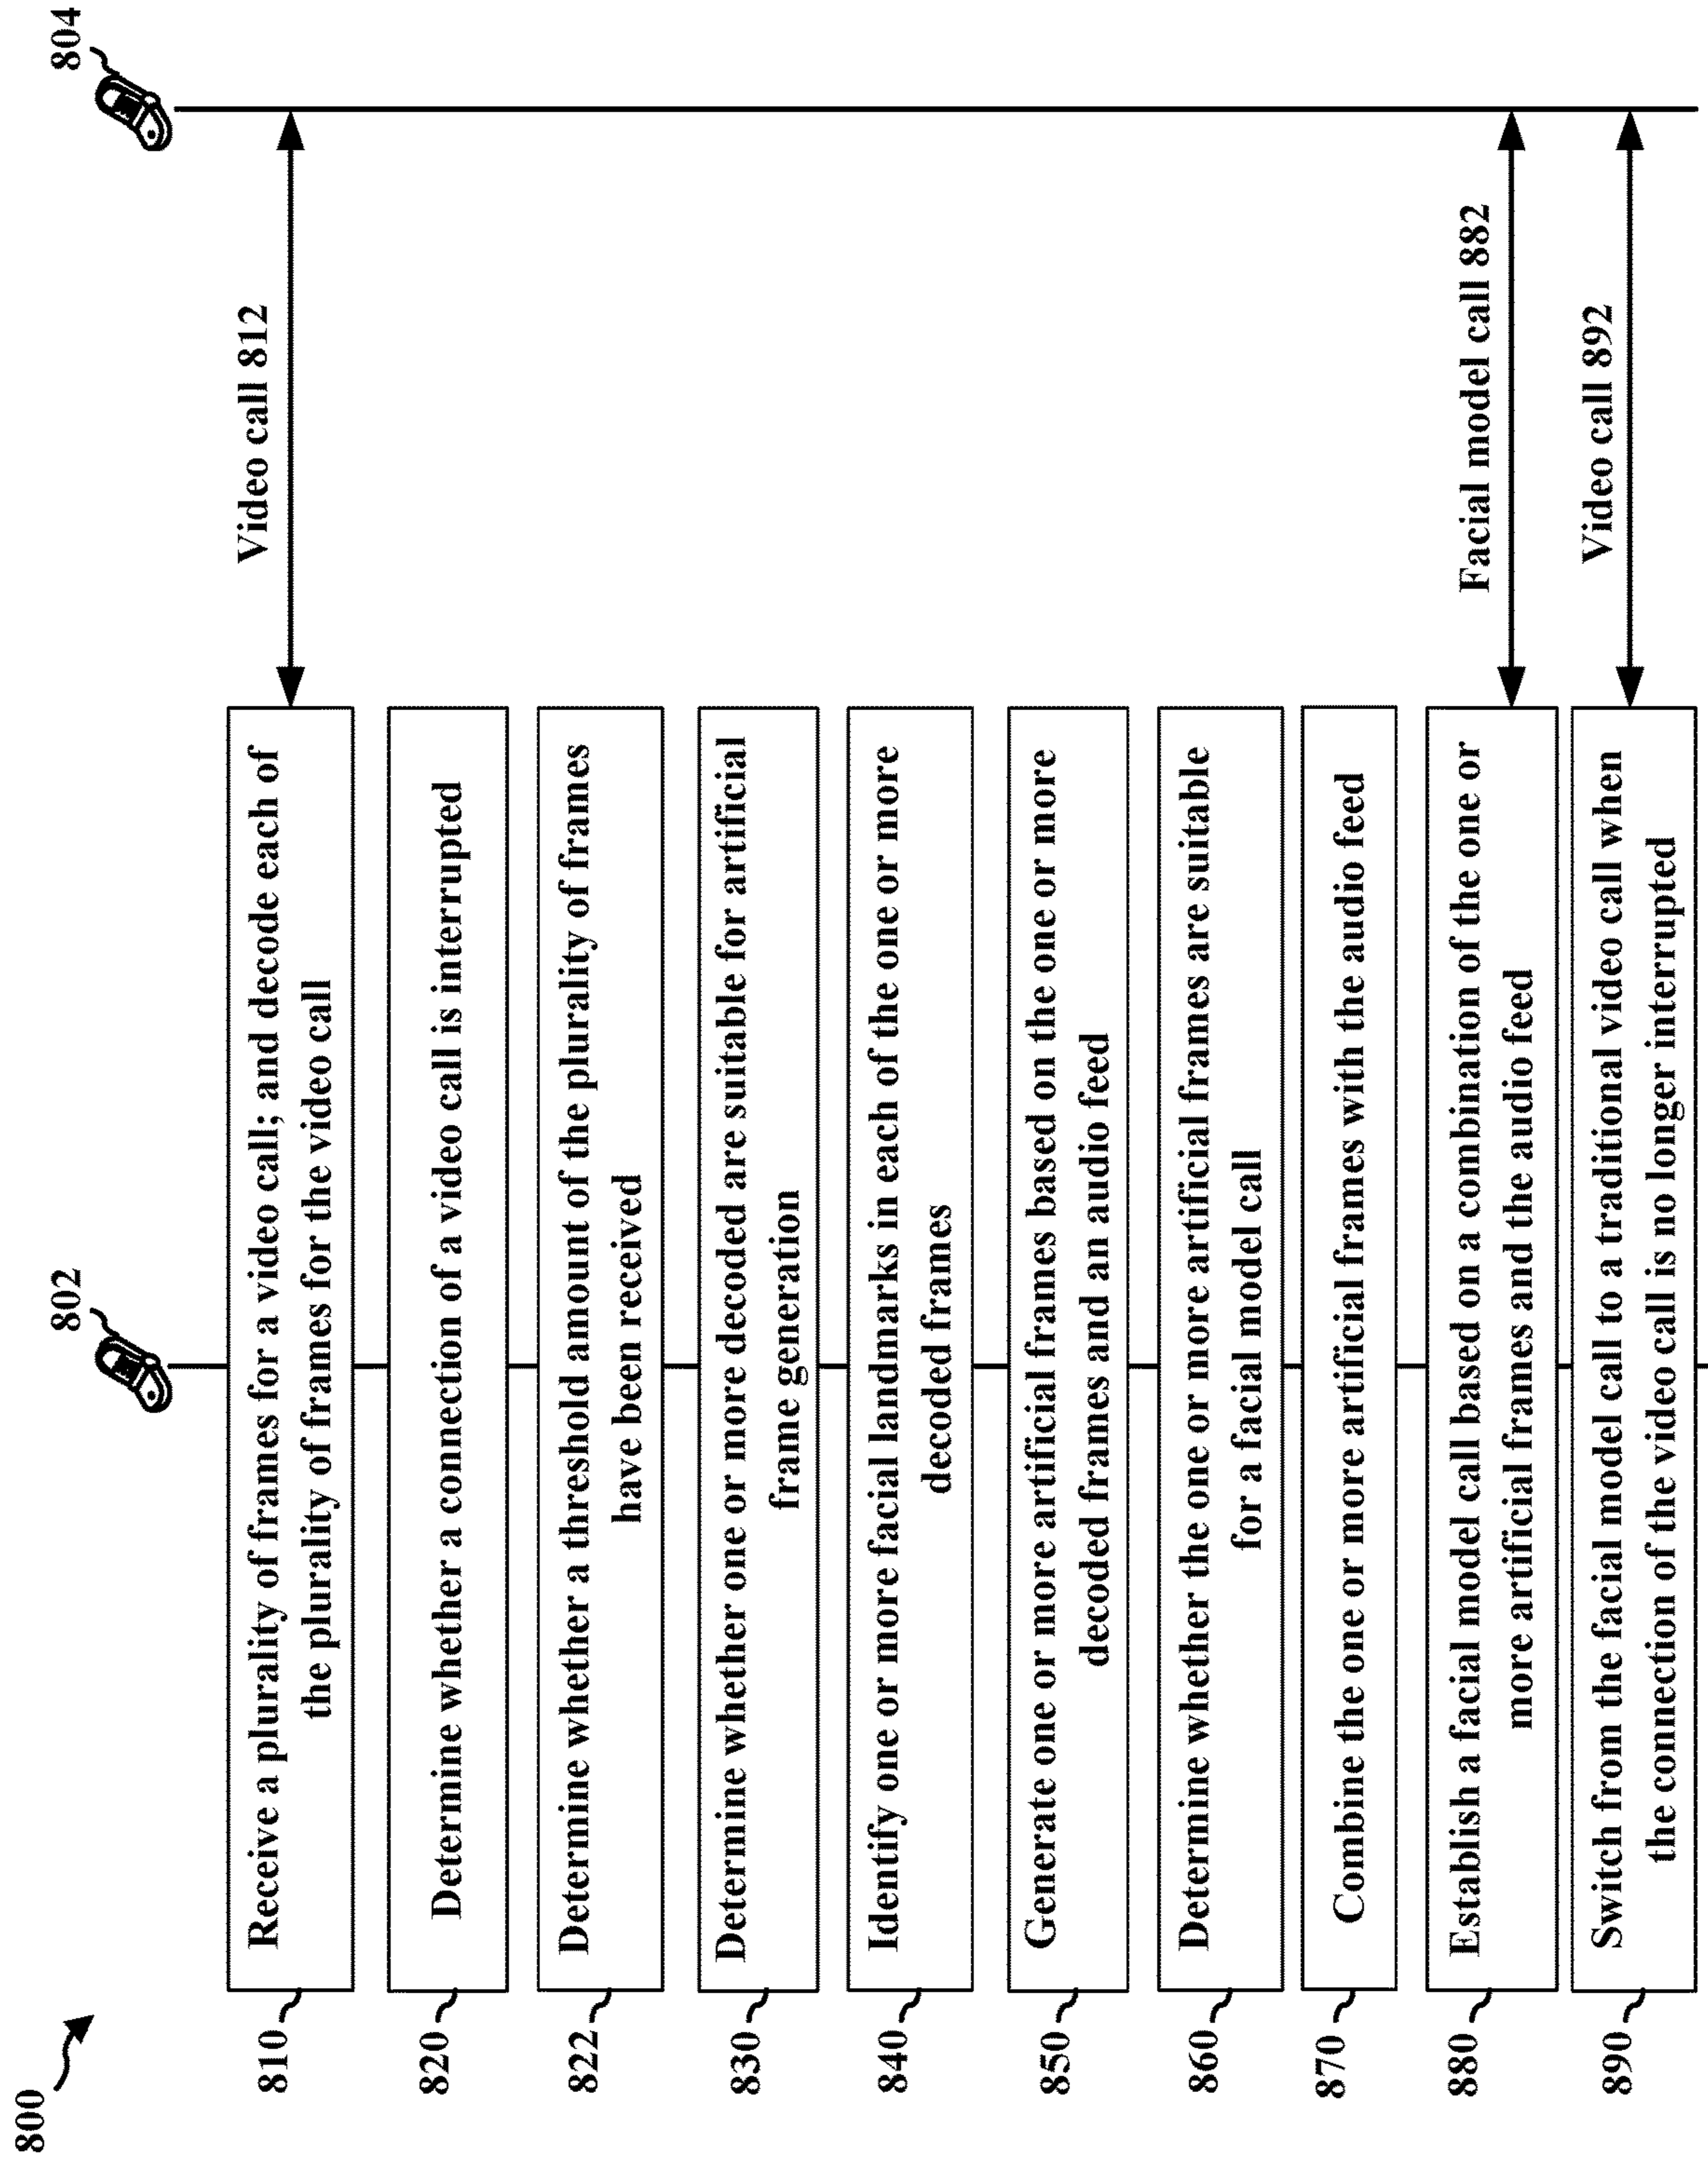 800
802
804
810
Receive a plurality of frames for a video call; and decode each of
the plurality of frames for the video call
Video call 812
820
Determine whether a connection of a video call is interrupted
822
Determine whether a threshold amount of the plurality of frames
have been received
830
Determine whether one or more decoded are suitable for artificial
frame generation
840
Identify one or more facial landmarks in each of the one or more
decoded frames
850
Generate one or more artificial frames based on the one or more
decoded frames and an audio feed
860
Determine whether the one or more artificial frames are suitable
for a facial model call
870
Combine the one or more artificial frames with the audio feed
880
Establish a facial model call based on a combination of the one or
more artificial frames and the audio feed
Facial model call 882
890
Switch from the facial model call to a traditional video call when
the connection of the video call is no longer interrupted
Video call 892